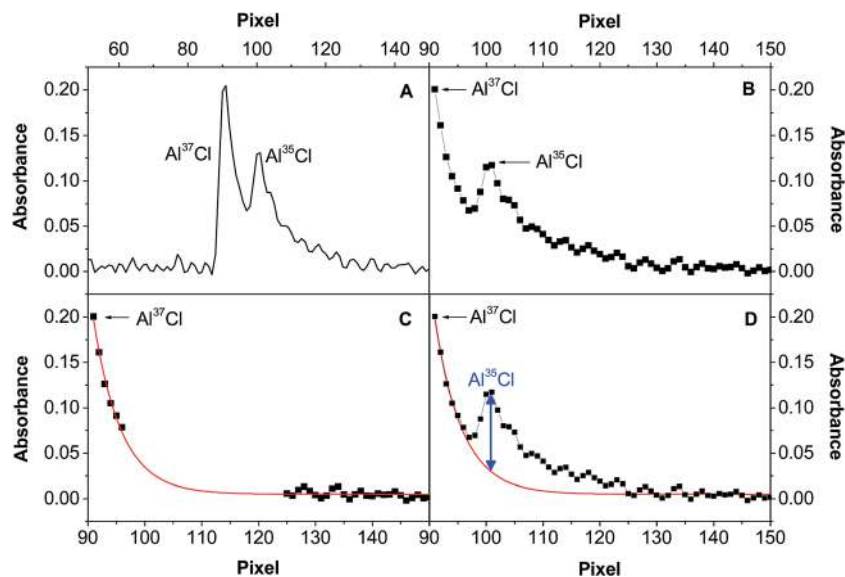 Pixel Pixel
60 80 100 120 140 90 100 110 120 130 140 150
A B
0.20 Al³⁷Cl 0.20
0.15 Al³⁷Cl Al³⁵Cl Al³⁵Cl 0.15
0.10 0.10
0.05 0.05
0.00 0.00
Absorbance Absorbance
C D
0.20 Al³⁷Cl Al³⁷Cl 0.20
0.15 Al³⁵Cl 0.15
0.10 0.10
0.05 0.05
0.00 0.00
Absorbance Absorbance
90 100 110 120 130 140 90 100 110 120 130 140 150
Pixel Pixel